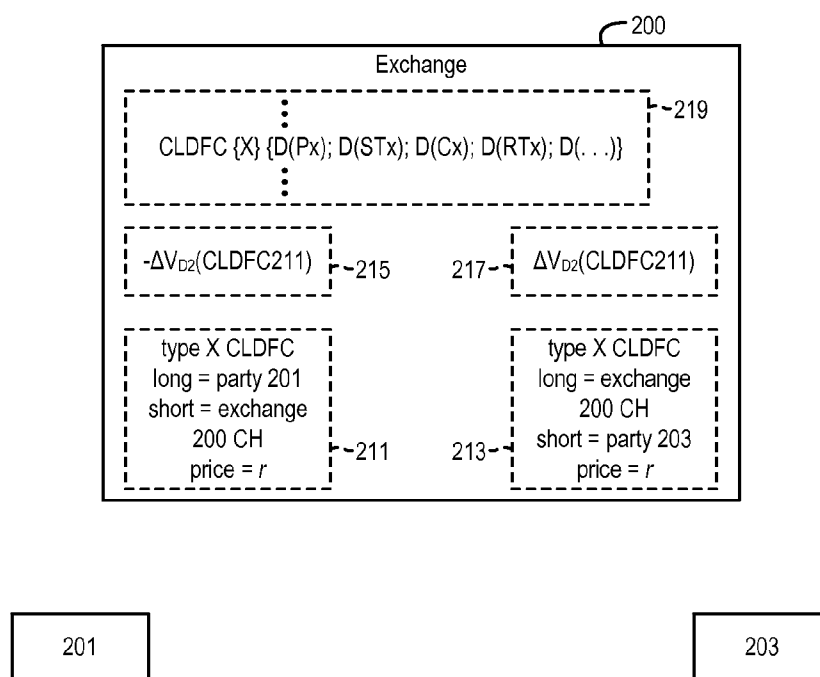 200
Exchange
219
CLDFC {X} {D(Px); D(STx); D(Cx); D(RTx); D(. . .)}
-ΔVD2(CLDFC211)
215
217
ΔVD2(CLDFC211)
type X CLDFC
long = party 201
short = exchange
200 CH
price = r
211
213
type X CLDFC
long = exchange
200 CH
short = party 203
price = r
201
203